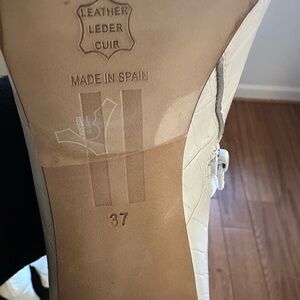 LEATHER
LEDER
CUIR
MADE IN SPAIN
37